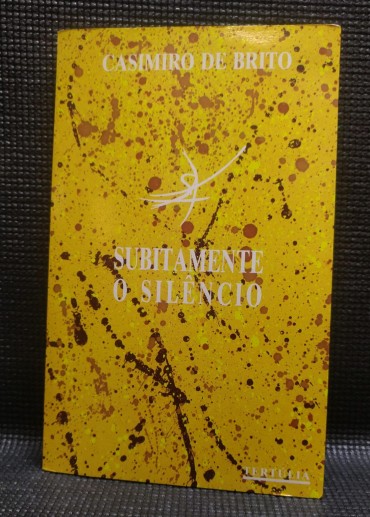 CASIMIRO DE BRITO
SUBITAMENTE
O SILÊNCIO
TERTÚLIA